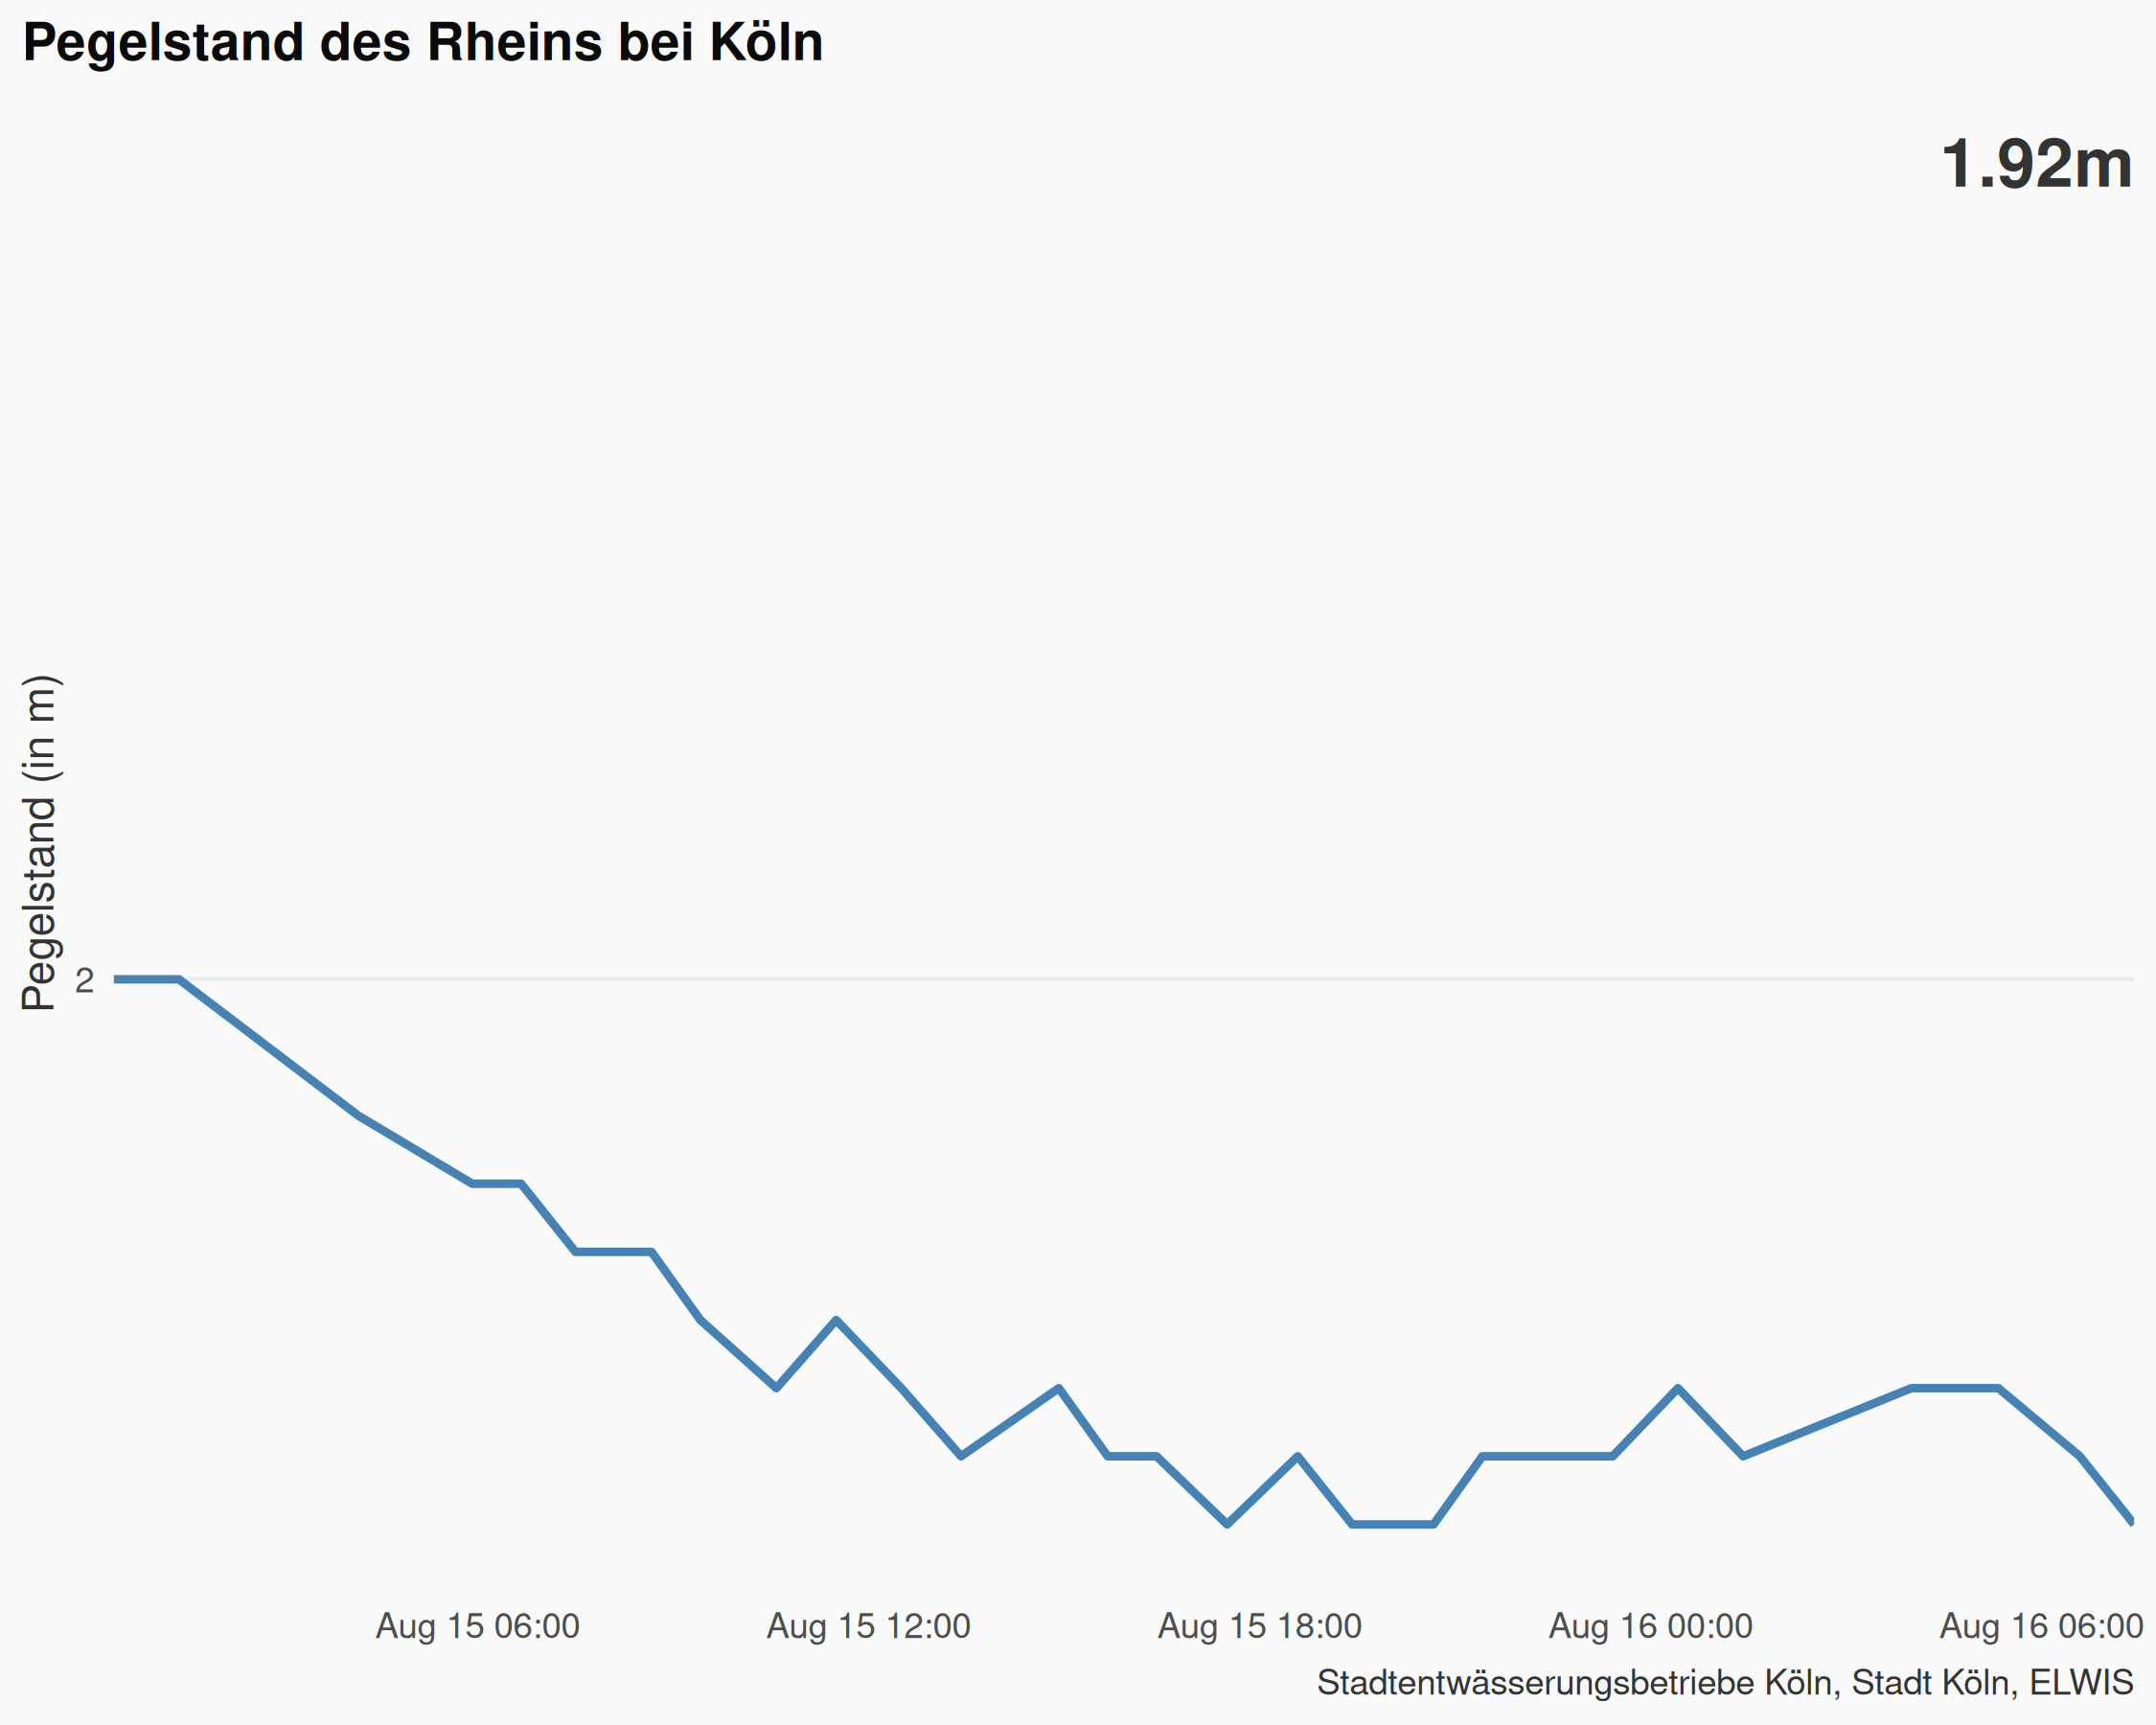 Pegelstand des Rheins bei Köln
1.92m
Pegelstand (in m)
2
Aug 15 06:00
Aug 15 12:00
Aug 15 18:00
Aug 16 00:00
Aug 16 06:00
Stadtentwässerungsbetriebe Köln, Stadt Köln, ELWIS